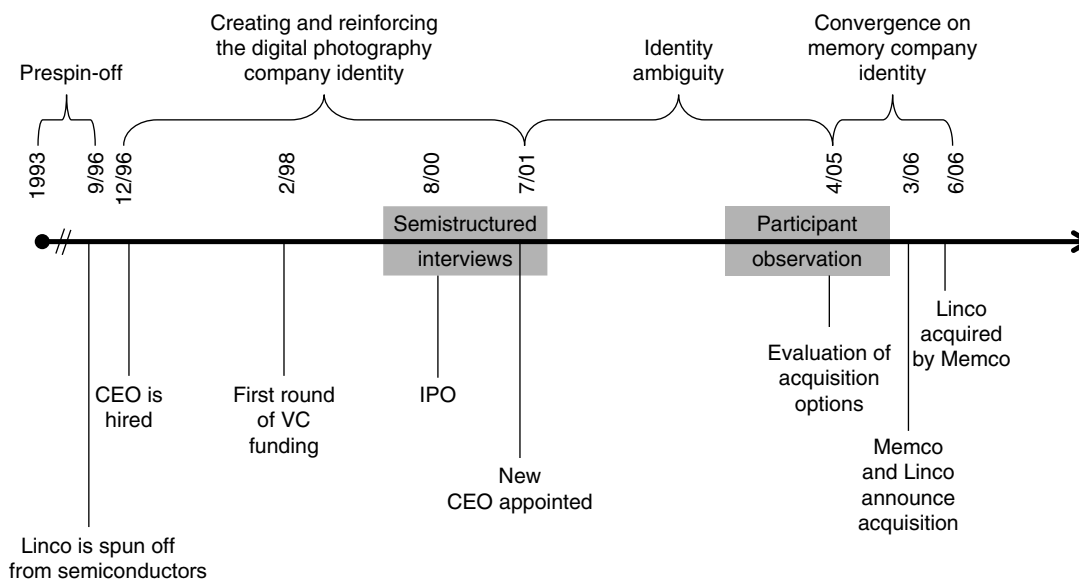 Prespin-off
Creating and reinforcing
the digital photography
company identity
Identity
ambiguity
Convergence on
memory company
identity
1993
9/96
12/96
2/98
8/00
7/01
4/05
3/06
6/06
Semistructured
interviews
Participant
observation
Linco is spun off
from semiconductors
CEO is
hired
First round
of VC
funding
IPO
New
CEO appointed
Evaluation of
acquisition
options
Memco
and Linco
announce
acquisition
Linco
acquired
by Memco